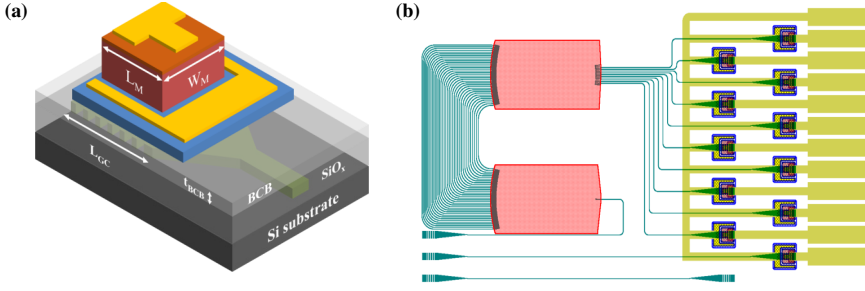 (a)
(b)
L_M
W_M
L_GC
t_BCB
BCB
SiO_x
Si substrate